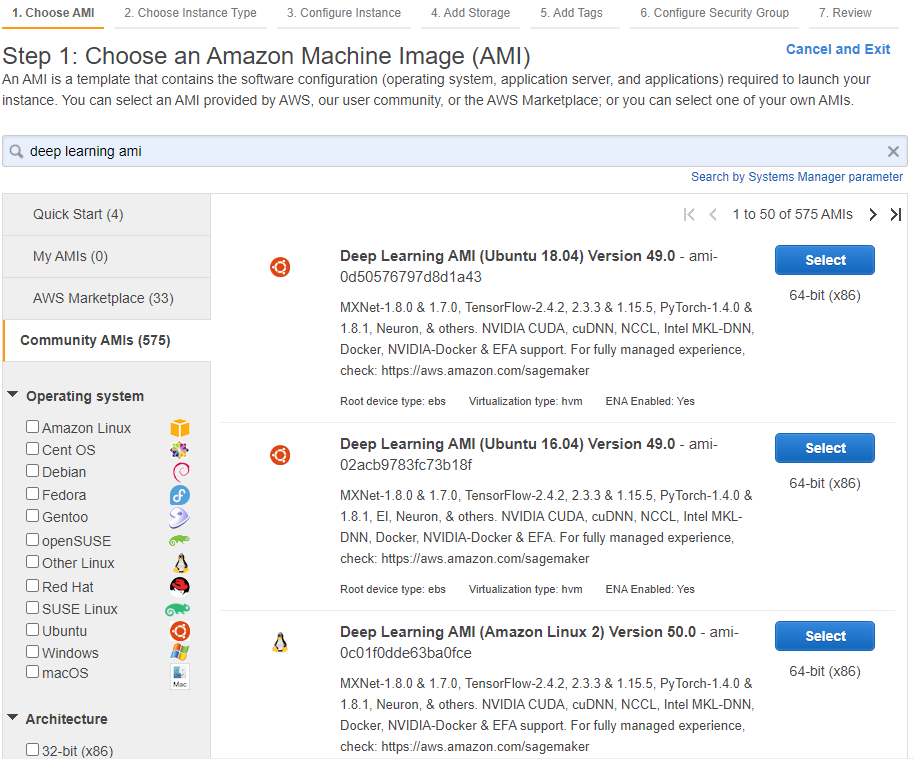 1. Choose AMI 2. Choose Instance Type 3. Configure Instance 4. Add Storage 5. Add Tags 6. Configure Security Group 7. Review
Step 1: Choose an Amazon Machine Image (AMI)
Cancel and Exit
An AMI is a template that contains the software configuration (operating system, application server, and applications) required to launch your
instance. You can select an AMI provided by AWS, our user community, or the AWS Marketplace; or you can select one of your own AMIs.
deep learning ami
Search by Systems Manager parameter
Quick Start (4)
My AMIs (0)
AWS Marketplace (33)
Community AMIs (575)
Operating system
Amazon Linux
Cent OS
Debian
Fedora
Gentoo
openSUSE
Other Linux
Red Hat
SUSE Linux
Ubuntu
Windows
macOS
Mac
Architecture
32-bit (x86)
1 to 50 of 575 AMIs
Deep Learning AMI (Ubuntu 18.04) Version 49.0 - ami-
0d50576797d8d1a43
MXNet-1.8.0 & 1.7.0, TensorFlow-2.4.2, 2.3.3 & 1.15.5, PyTorch-1.4.0 &
1.8.1, Neuron, & others. NVIDIA CUDA, cuDNN, NCCL, Intel MKL-DNN,
Docker, NVIDIA-Docker & EFA support. For fully managed experience,
check: https://aws.amazon.com/sagemaker
Root device type: ebs Virtualization type: hvm ENA Enabled: Yes
Select
64-bit (x86)
Deep Learning AMI (Ubuntu 16.04) Version 49.0 - ami-
02acb9783fc73b18f
MXNet-1.8.0 & 1.7.0, TensorFlow-2.4.2, 2.3.3 & 1.15.5, PyTorch-1.4.0 &
1.8.1, EI, Neuron, & others. NVIDIA CUDA, cuDNN, NCCL, Intel MKL-
DNN, Docker, NVIDIA-Docker & EFA. For fully managed experience,
check: https://aws.amazon.com/sagemaker
Root device type: ebs Virtualization type: hvm ENA Enabled: Yes
Select
64-bit (x86)
Deep Learning AMI (Amazon Linux 2) Version 50.0 - ami-
0c01f0dde63ba0fce
MXNet-1.8.0 & 1.7.0, TensorFlow-2.4.2, 2.3.3 & 1.15.5, PyTorch-1.4.0 &
1.8.1, Neuron, & others. NVIDIA CUDA, cuDNN, NCCL, Intel MKL-DNN,
Docker, NVIDIA-Docker & EFA support. For fully managed experience,
check: https://aws.amazon.com/sagemaker
Select
64-bit (x86)